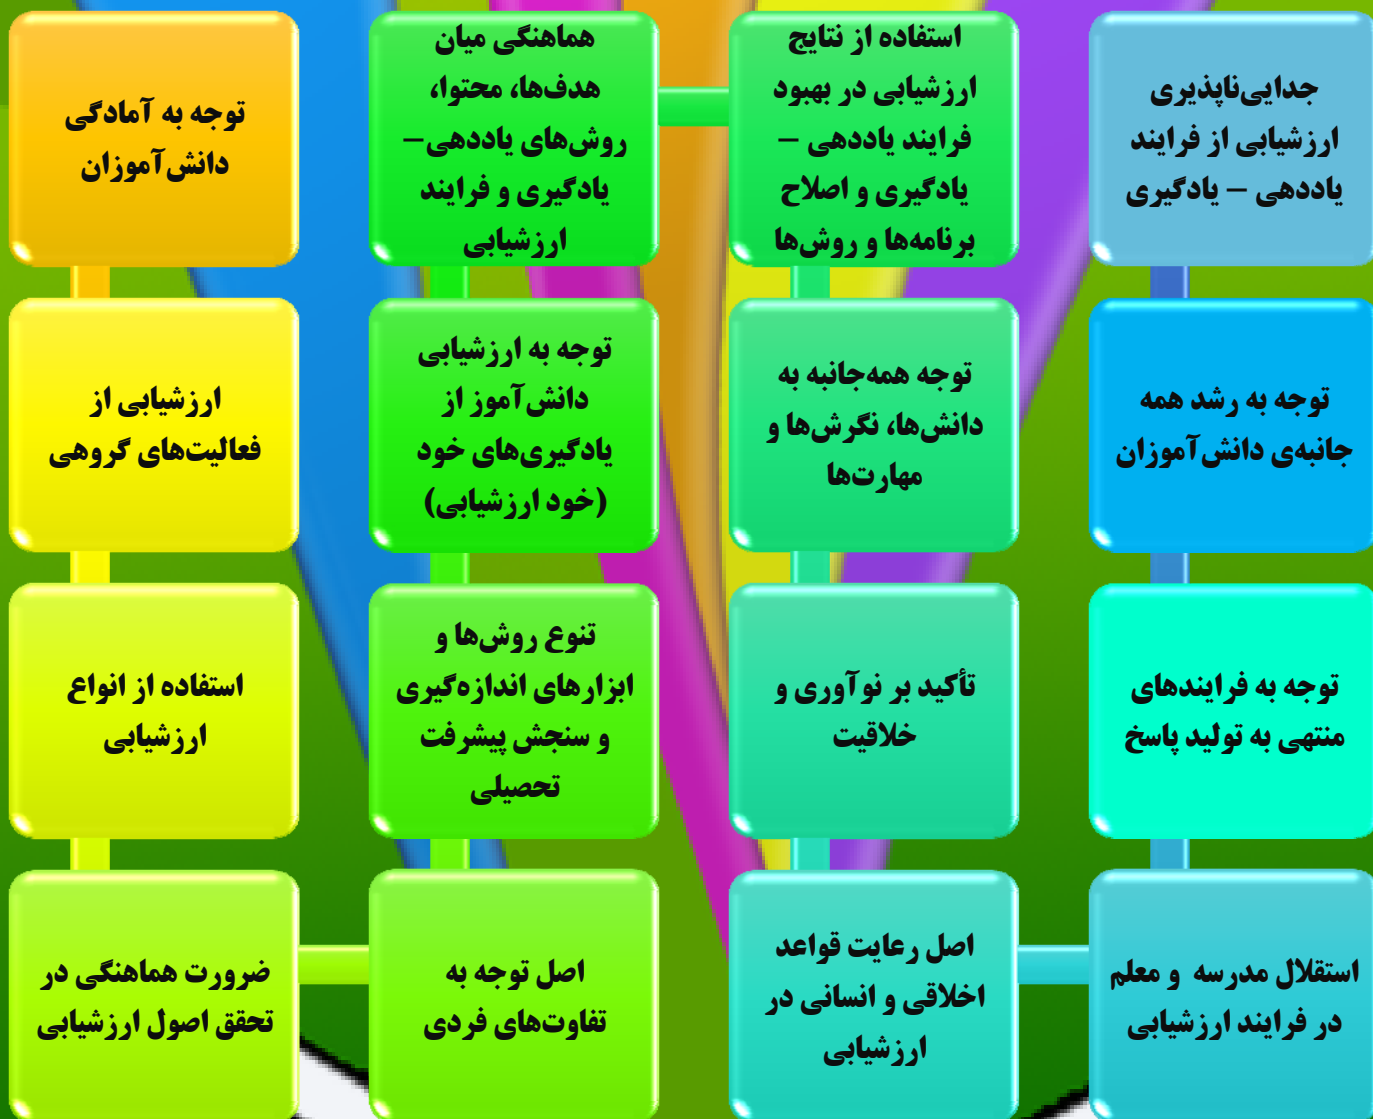 جدایی‌ناپذیری
ارزشیابی از فرایند
یاددهی – یادگیری
توجه به رشد همه
جانبه‌ی دانش‌آموزان
توجه به فرایندهای
منتهی به تولید پاسخ
استقلال مدرسه و معلم
در فرایند ارزشیابی
اصل رعایت قواعد
اخلاقی و انسانی در
ارزشیابی
تأکید بر نوآوری و
خلاقیت
توجه همه‌جانبه به
دانش‌ها، نگرش‌ها و
مهارت‌ها
استفاده از نتایج
ارزشیابی در بهبود
فرایند یاددهی –
یادگیری و اصلاح
برنامه‌ها و روش‌ها
هماهنگی میان
هدف‌ها، محتوا،
روش‌های یاددهی–
یادگیری و فرایند
ارزشیابی
توجه به ارزشیابی
دانش‌آموز از
یادگیری‌های خود
(خود ارزشیابی)
تنوع روش‌ها و
ابزارهای اندازه‌گیری
و سنجش پیشرفت
تحصیلی
اصل توجه به
تفاوت‌های فردی
ضرورت هماهنگی در
تحقق اصول ارزشیابی
استفاده از انواع
ارزشیابی
ارزشیابی از
فعالیت‌های گروهی
توجه به آمادگی
دانش‌آموزان